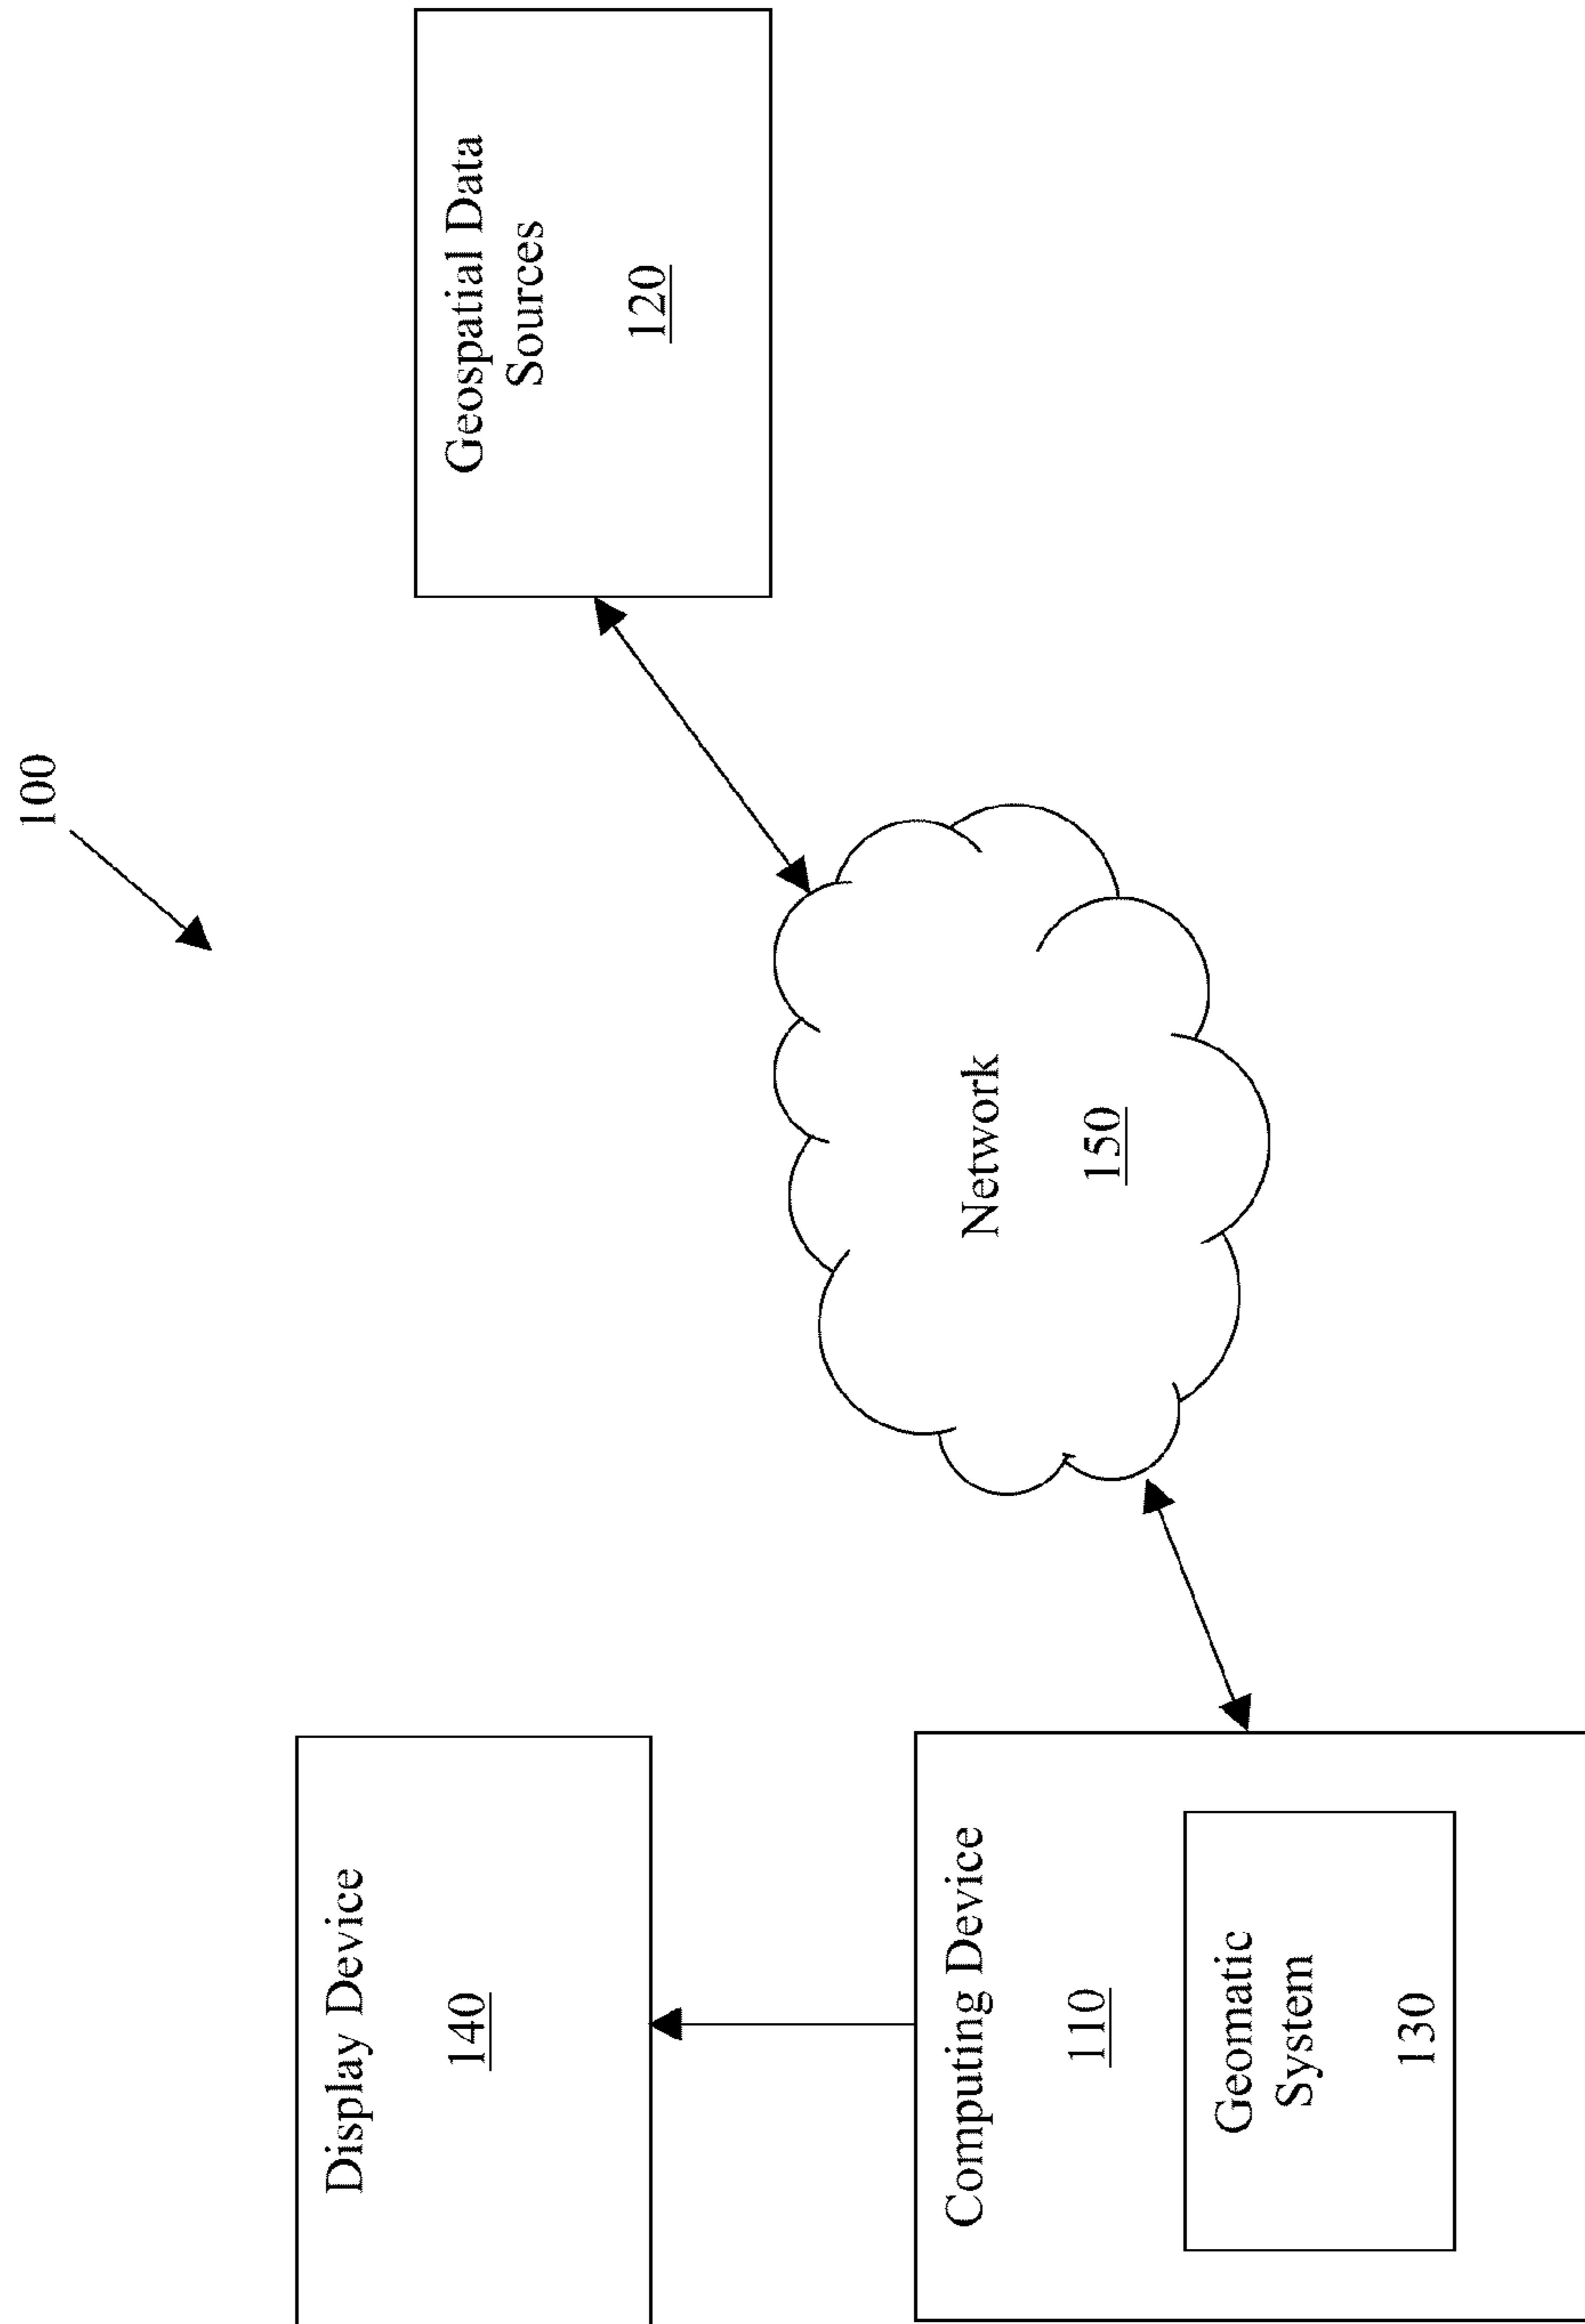 100
Display Device
140
Geospatial Data
Sources
120
Network
150
Computing Device
110
Geomatic
System
130